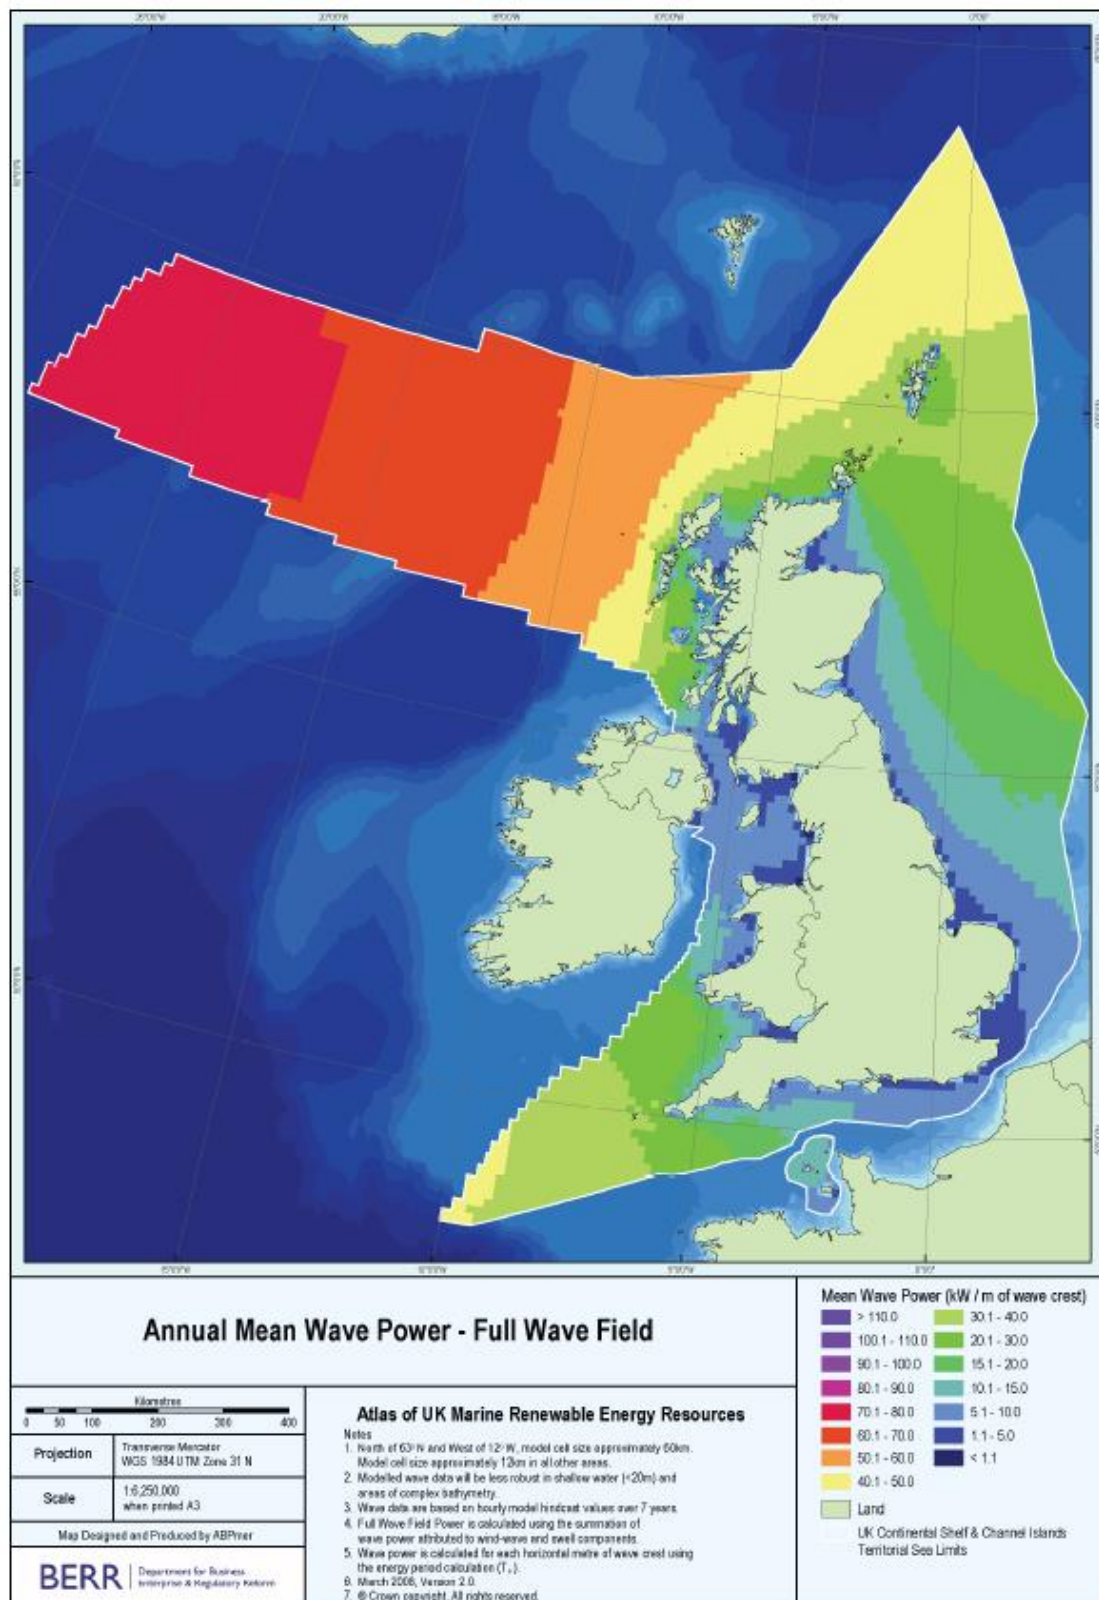 Annual Mean Wave Power - Full Wave Field
Kilometres
0 50 100 200 300 400
Projection
Transverse Mercator
WGS 1984 UTM Zone 31 N
Scale
1:6,250,000
when printed A3
Map Designed and Produced by ABPmer
BERR
Department for Business
Enterprise & Regulatory Reform
Atlas of UK Marine Renewable Energy Resources
Notes
1. North of 63° N and West of 12° W, model cell size approximately 60km.
Model cell size approximately 12km in all other areas.
2. Modelled wave data will be less robust in shallow water (<20m) and
areas of complex bathymetry.
3. Wave data are based on hourly model hindcast values over 7 years.
4. Full Wave Field Power is calculated using the summation of
wave power attributed to wind-wave and swell components.
5. Wave power is calculated for each horizontal metre of wave crest using
the energy period calculation
6. March 2008, Version 2.0.
7. © Crown copyright. All rights reserved.
Mean Wave Power (kW / m of wave crest)
> 110.0
100.1 - 110.0
90.1 - 100.0
80.1 - 90.0
70.1 - 80.0
60.1 - 70.0
50.1 - 60.0
40.1 - 50.0
30.1 - 40.0
20.1 - 30.0
15.1 - 20.0
10.1 - 15.0
5.1 - 10.0
1.1 - 5.0
< 1.1
Land
UK Continental Shelf & Channel Islands
Territorial Sea Limits